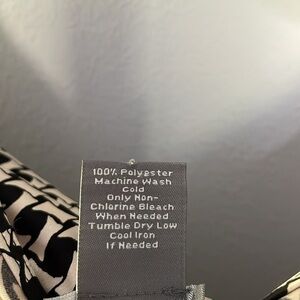 100% Polyester
Machine Wash
Cold
Only Non-
Chlorine Bleach
When Needed
Tumble Dry Low
Cool Iron
If Needed